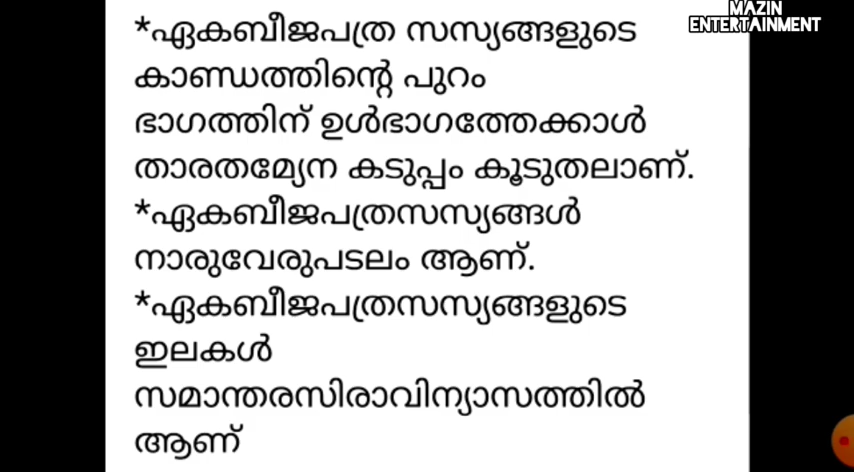 MAZIN
ENTERTAINMENT
*ഏകബീജപത്ര സസ്യങ്ങളുടെ
കാണ്ഡത്തിന്റെ പുറം
ഭാഗത്തിന് ഉൾഭാഗത്തേക്കാൾ
താരതമ്യേന കടുപ്പം കൂടുതലാണ്.
*ഏകബീജപത്രസസ്യങ്ങൾ
നാരുവേരുപടലം ആണ്.
*ഏകബീജപത്രസസ്യങ്ങളുടെ
ഇലകൾ
സമാന്തരസിരാവിന്യാസത്തിൽ
ആണ്